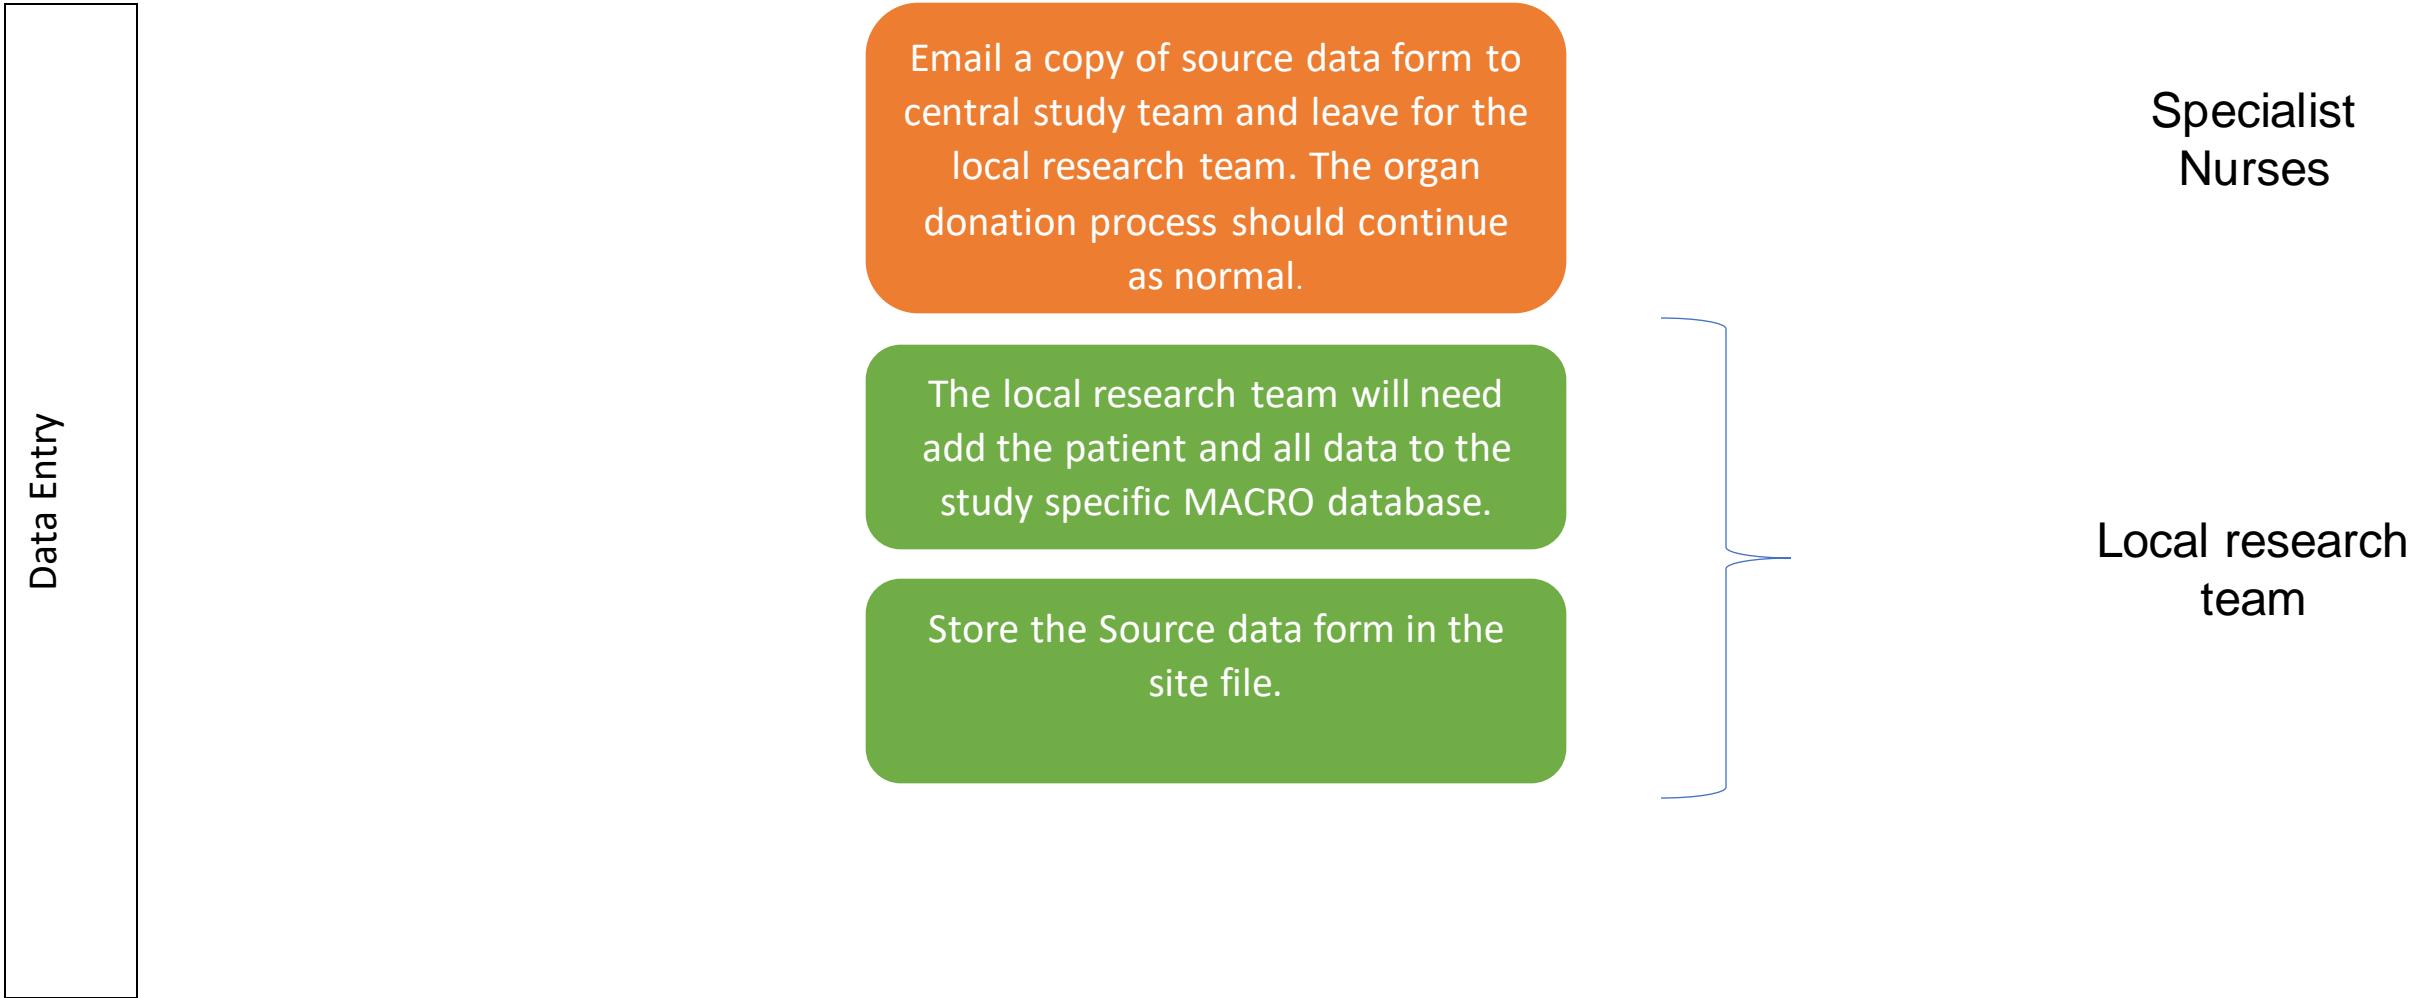 Data Entry
Email a copy of source data form to
central study team and leave for the
local research team. The organ
donation process should continue
as normal.
Specialist
Nurses
The local research team will need
add the patient and all data to the
study specific MACRO database.
Store the Source data form in the
site file.
Local research
team